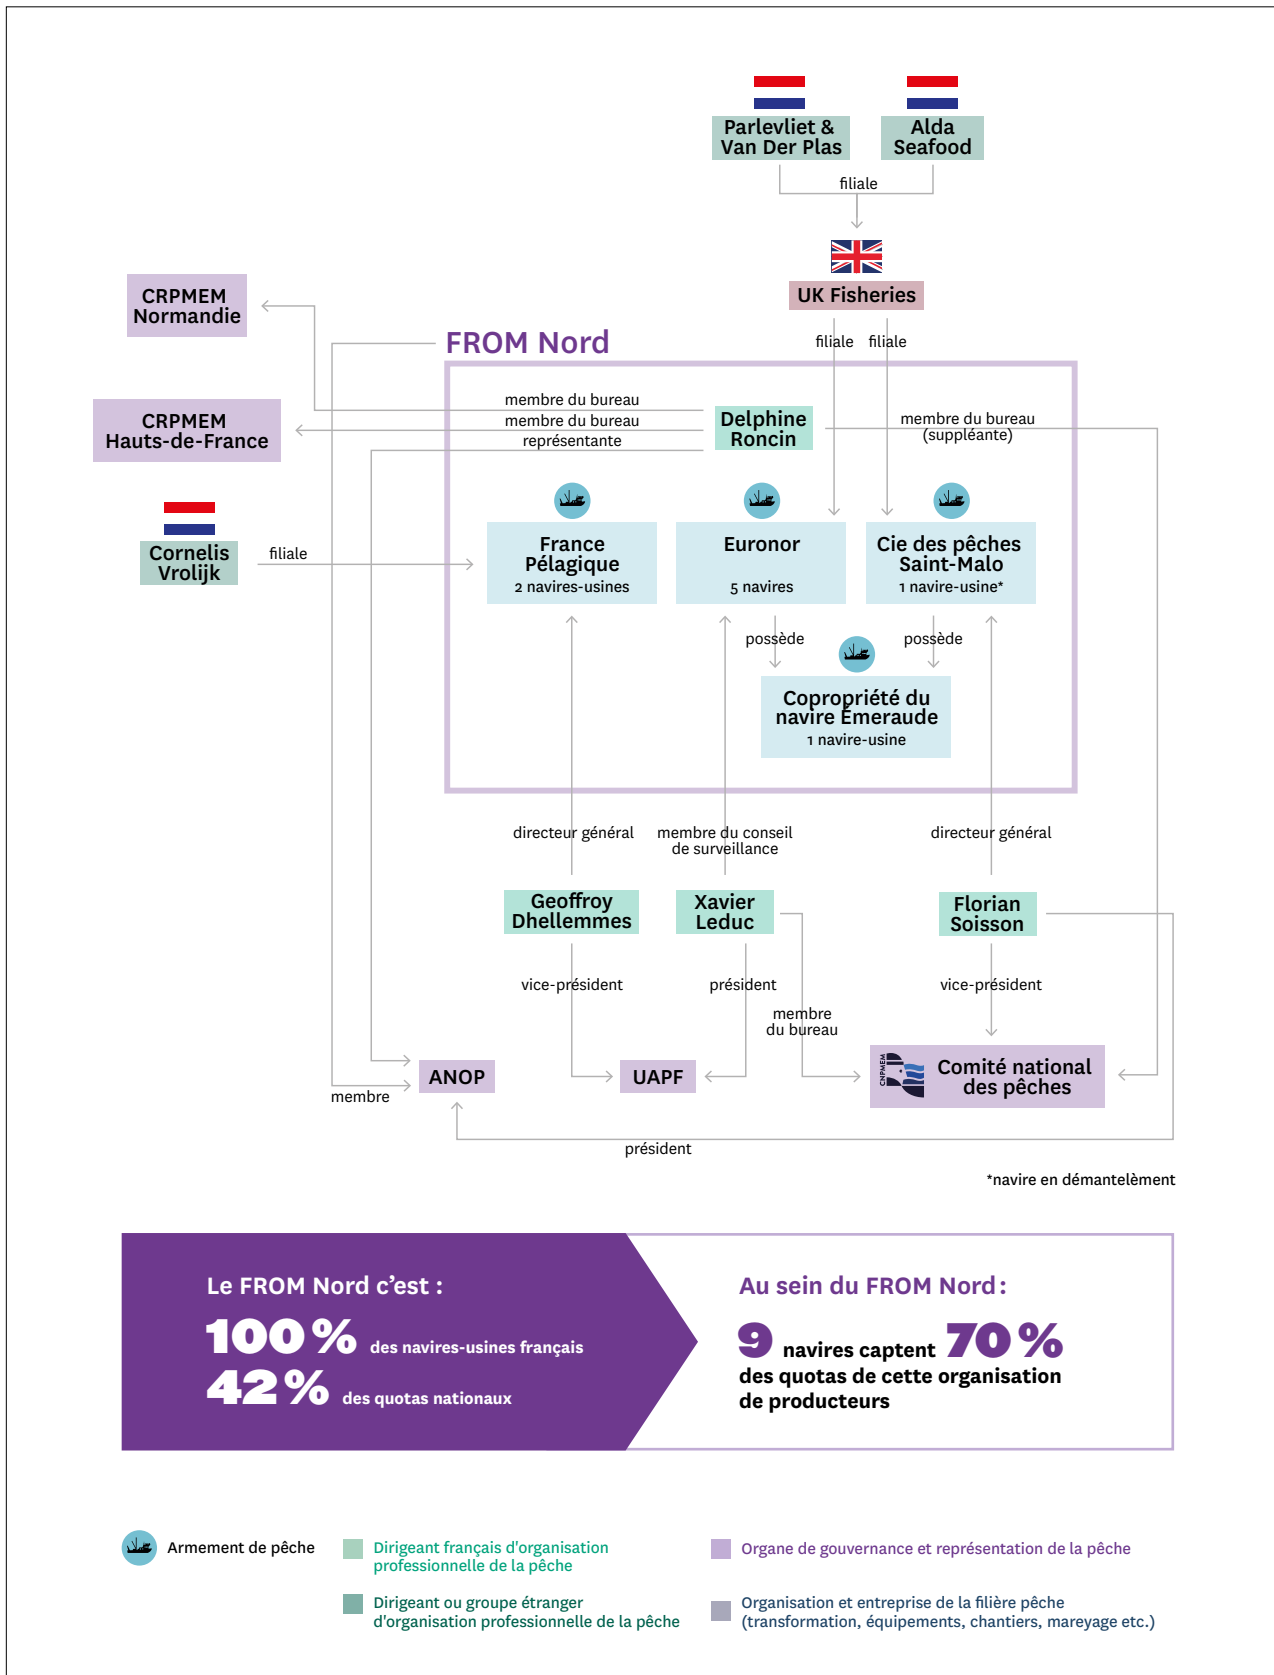 Parlevliet &
Van Der Plas
Alda
Seafood
filiale
UK Fisheries
CRPMEM
Normandie
filiale
filiale
FROM Nord
CRPMEM
Hauts-de-France
membre du bureau
membre du bureau
représentante
Delphine
Roncin
membre du bureau
(suppléante)
Cornelis
Vrolijk
filiale
France
Pélagique
2 navires-usines
Euronor
5 navires
Cie des pêches
Saint-Malo
1 navire-usine*
possède
possède
Copropriété du
navire Émeraude
1 navire-usine
directeur général
membre du conseil
de surveillance
directeur général
Geoffroy
Dhellemmes
Xavier
Leduc
Florian
Soisson
vice-président
président
vice-président
membre
du bureau
ANOP
UAPF
CNPMEM
Comité national
des pêches
membre
président
*navire en démantelèment
Le FROM Nord c'est :
100 % des navires-usines français
42 % des quotas nationaux
Au sein du FROM Nord :
9 navires captent 70 %
des quotas de cette organisation
de producteurs
Armement de pêche
Dirigeant français d'organisation
professionnelle de la pêche
Dirigeant ou groupe étranger
d'organisation professionnelle de la pêche
Organe de gouvernance et représentation de la pêche
Organisation et entreprise de la filière pêche
(transformation, équipements, chantiers, mareyage etc.)